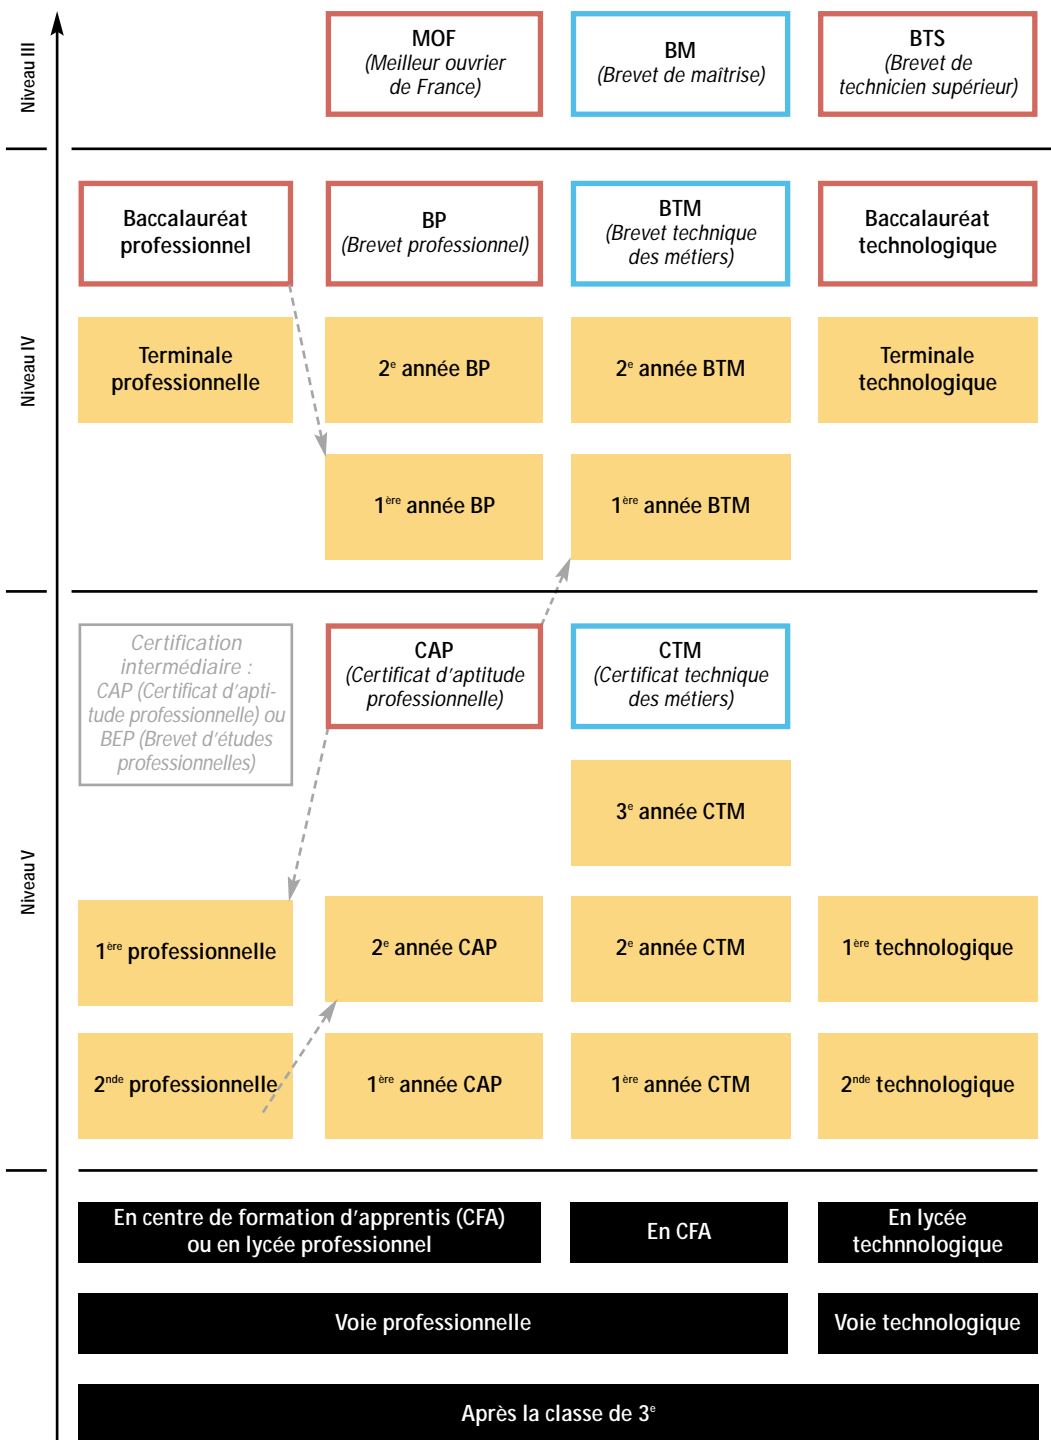 Niveau III
MOF
(Meilleur ouvrier
de France)
BM
(Brevet de maîtrise)
BTS
(Brevet de
technicien supérieur)
Niveau IV
Baccalauréat
professionnel
BP
(Brevet professionnel)
BTM
(Brevet technique
des métiers)
Baccalauréat
technologique
Terminale
professionnelle
2e année BP
2e année BTM
Terminale
technologique
1ère année BP
1ère année BTM
Niveau V
Certification
intermédiaire :
CAP (Certificat d'apti-
tude professionnelle) ou
BEP (Brevet d'études
professionnelles)
CAP
(Certificat d'aptitude
professionnelle)
CTM
(Certificat technique
des métiers)
3e année CTM
1ère professionnelle
2e année CAP
2e année CTM
1ère technologique
2nde professionnelle
1ère année CAP
1ère année CTM
2nde technologique
En centre de formation d'apprentis (CFA)
ou en lycée professionnel
En CFA
En lycée
technnologique
Voie professionnelle
Voie technologique
Après la classe de 3e